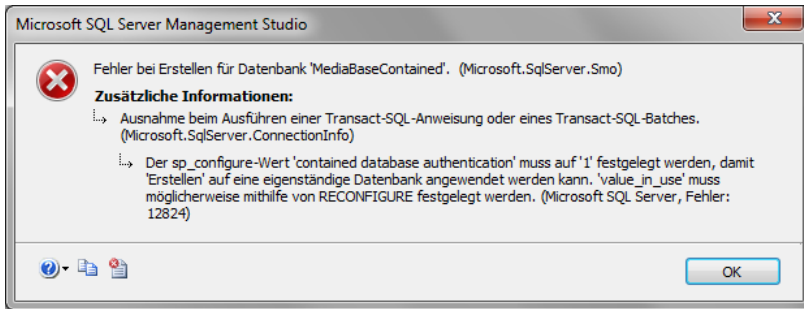 Microsoft SQL Server Management Studio
Fehler bei Erstellen für Datenbank 'MediaBaseContained'. (Microsoft.SqlServer.Smo)
Zusätzliche Informationen:
Ausnahme beim Ausführen einer Transact-SQL-Anweisung oder eines Transact-SQL-Batches.
(Microsoft.SqlServer.ConnectionInfo)
Der sp_configure-Wert 'contained database authentication' muss auf '1' festgelegt werden, damit
'Erstellen' auf eine eigenständige Datenbank angewendet werden kann. 'value_in_use' muss
möglicherweise mithilfe von RECONFIGURE festgelegt werden. (Microsoft SQL Server, Fehler:
12824)
OK